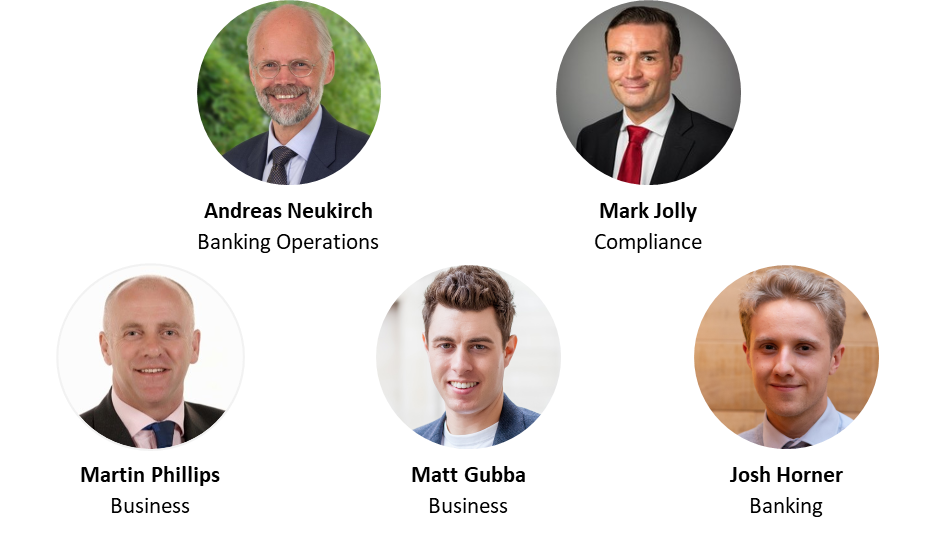 Andreas Neukirch
Mark Jolly
Banking Operations
Compliance
Martin Phillips
Matt Gubba
Josh Horner
Business
Business
Banking